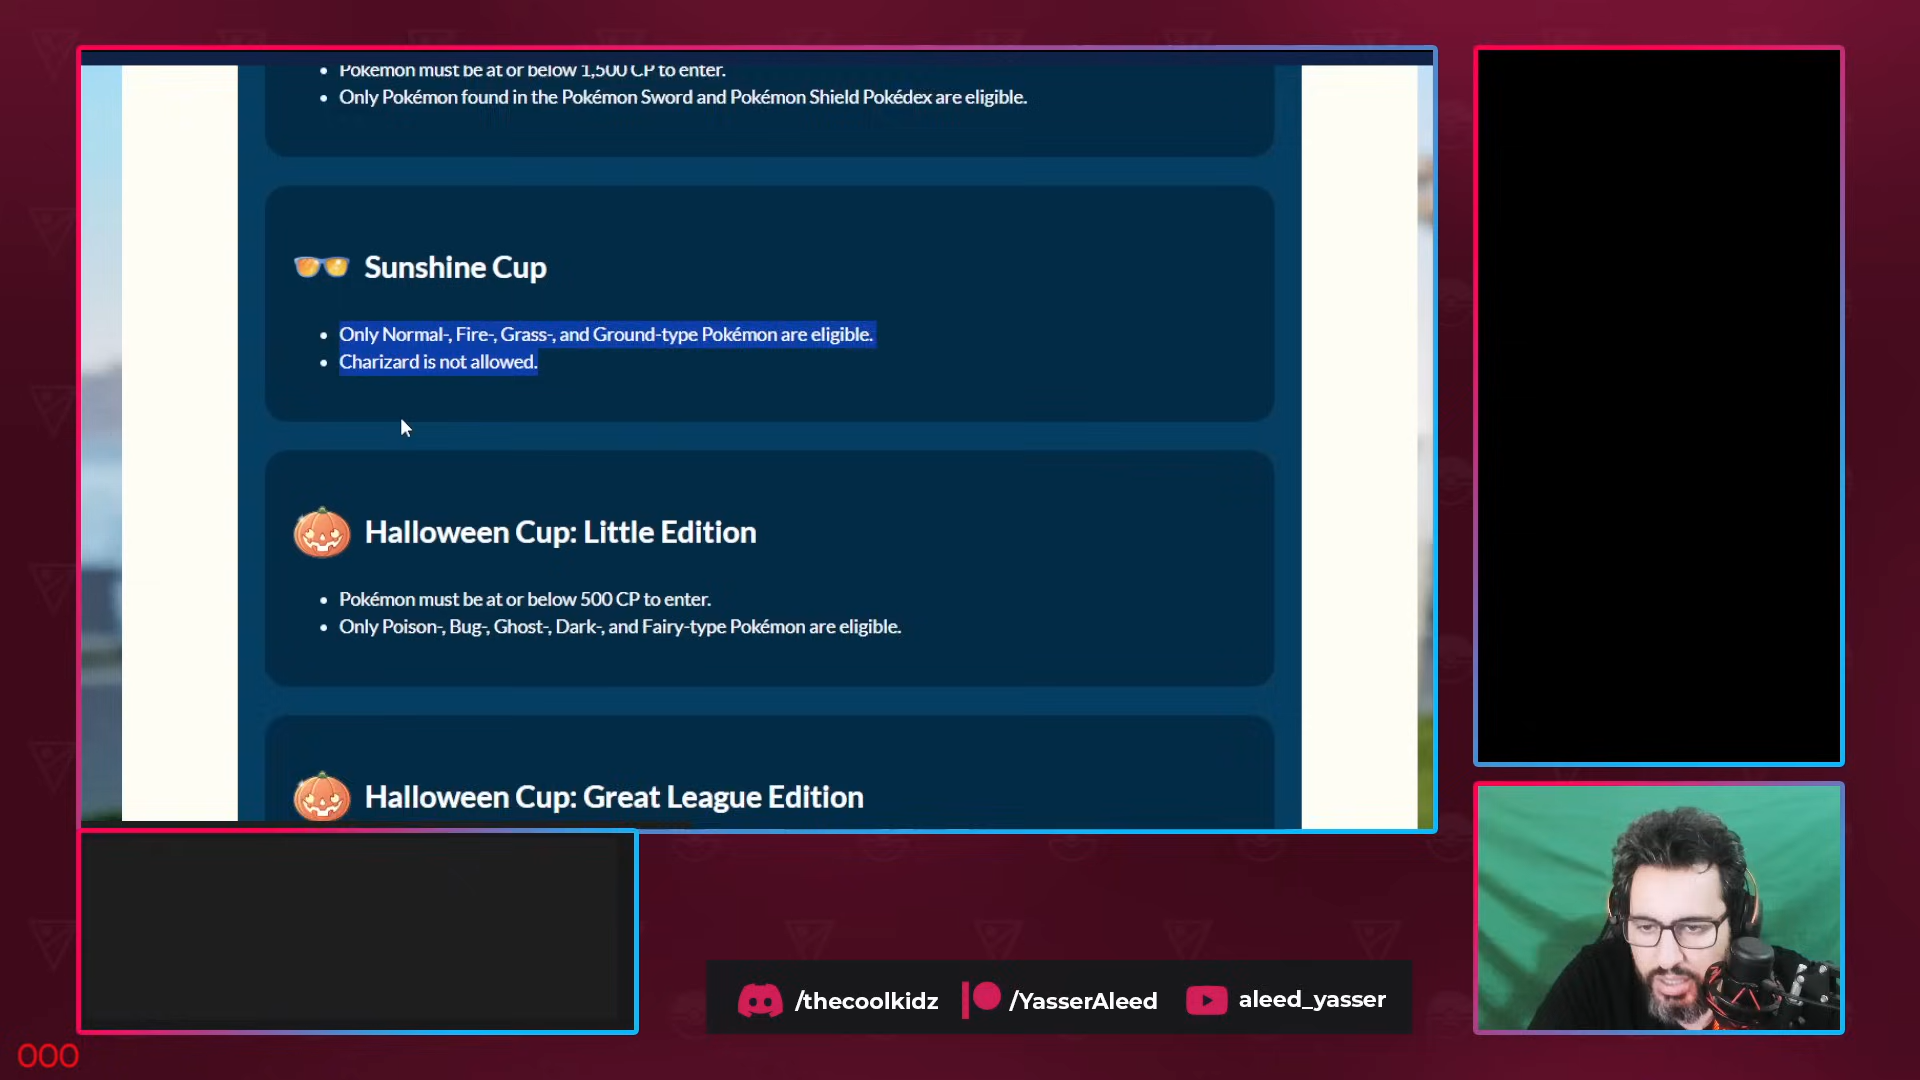 Pokémon must be at or below 1,500 CP to enter.
Only Pokémon found in the Pokémon Sword and Pokémon Shield Pokédex are eligible.
Sunshine Cup
Only Normal-, Fire-, Grass-, and Ground-type Pokémon are eligible.
Charizard is not allowed.
Halloween Cup: Little Edition
Pokémon must be at or below 500 CP to enter.
Only Poison-, Bug-, Ghost-, Dark-, and Fairy-type Pokémon are eligible.
Halloween Cup: Great League Edition
/thecoolkidz
/YasserAleed
aleed_yasser
000